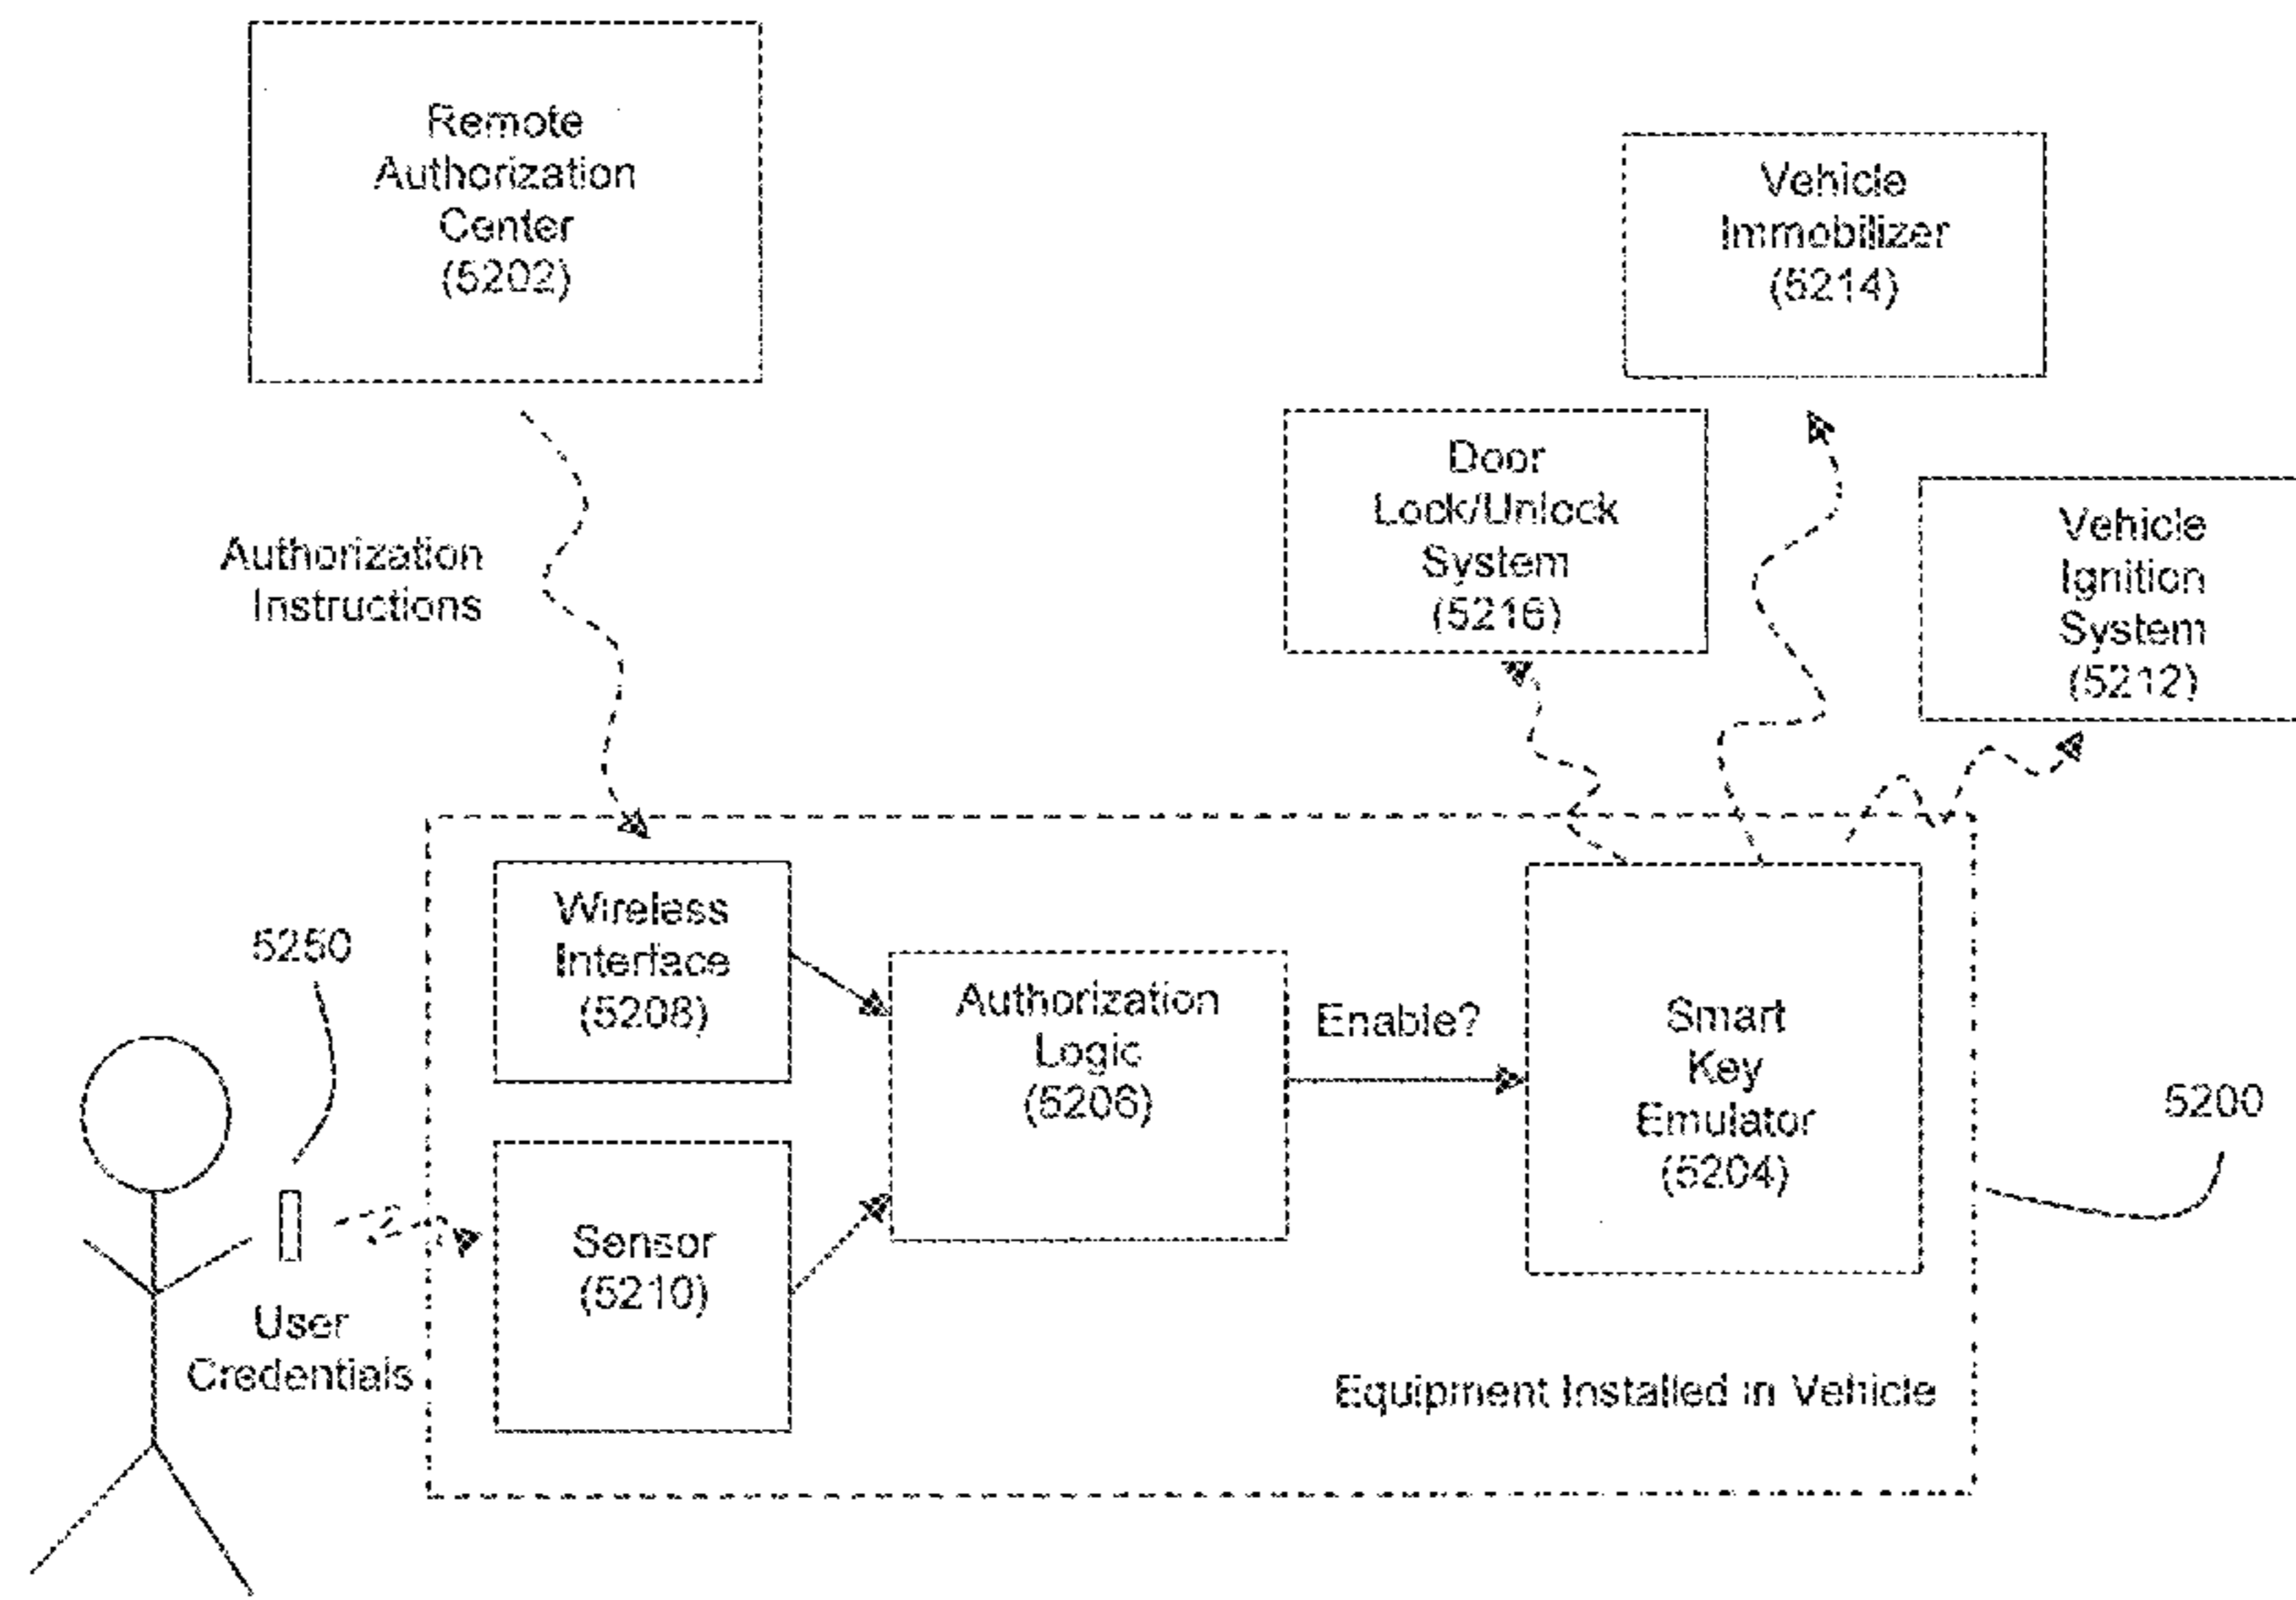 Remote
Authorization
Center
(5202)
Vehicle
Immobilizer
(5214)
Door
Lock/Unlock
System
(5216)
Vehicle
Ignition
System
(5212)
Authorization
Instructions
5250
Wireless
Interface
(5208)
Authorization
Logic
(5206)
Enable?
Smart
Key
Emulator
(5204)
5200
Sensor
(5210)
User
Credentials
Equipment Installed in Vehicle